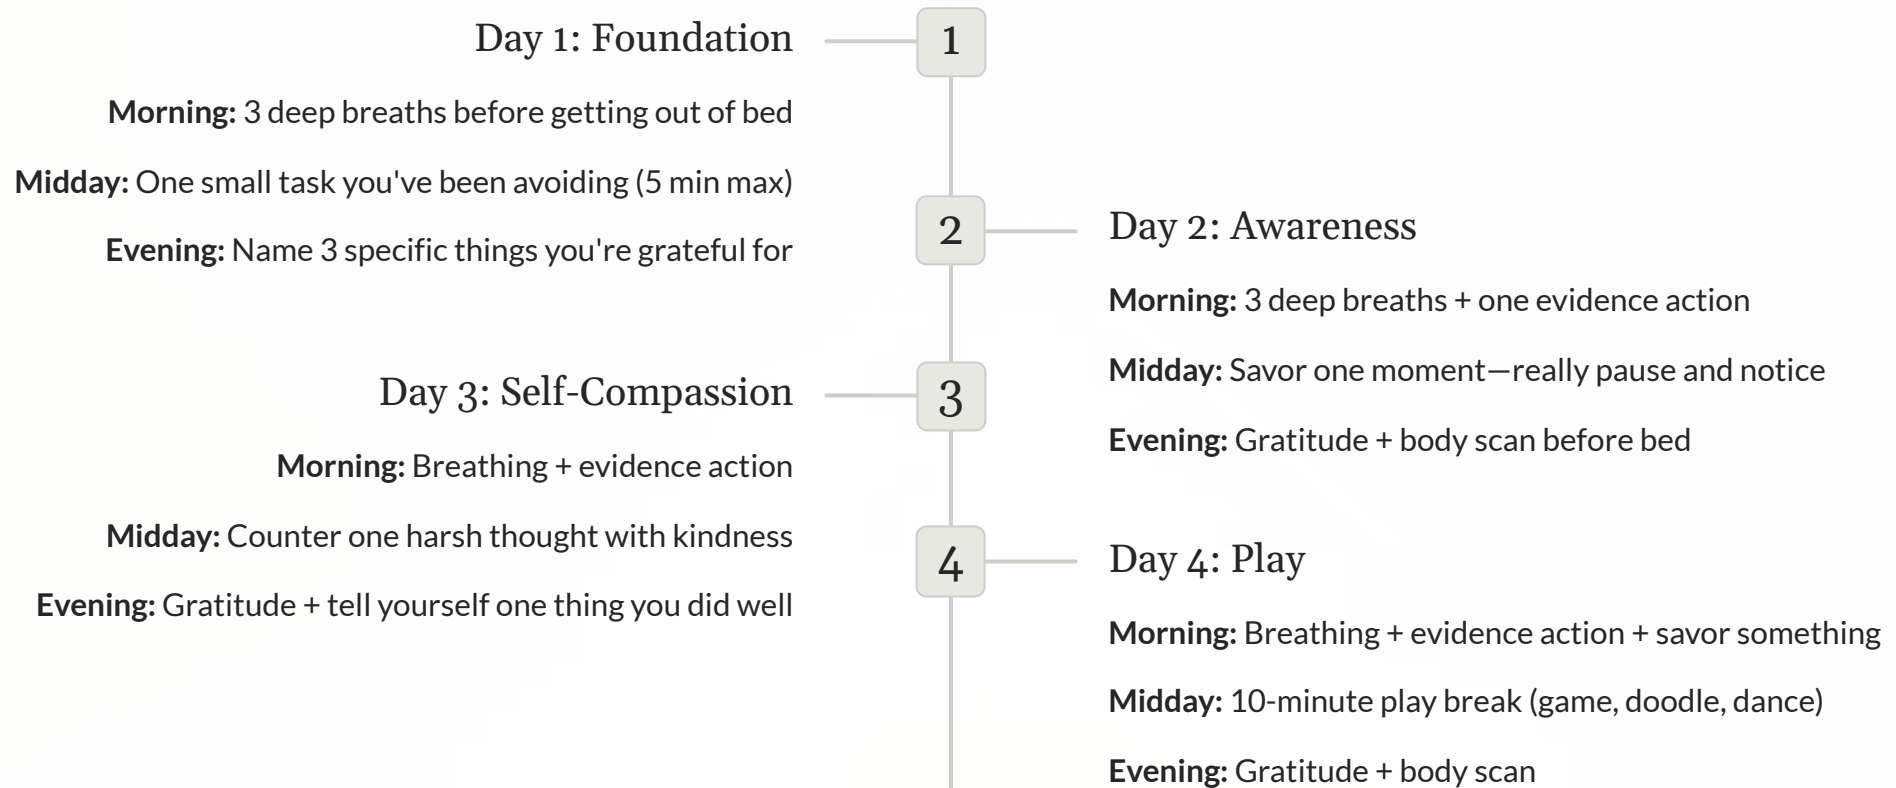 Day 1: Foundation
1
Morning: 3 deep breaths before getting out of bed
Midday: One small task you've been avoiding (5 min max)
Evening: Name 3 specific things you're grateful for
2
Day 2: Awareness
Morning: 3 deep breaths + one evidence action
Midday: Savor one moment—really pause and notice
Evening: Gratitude + body scan before bed
Day 3: Self-Compassion
3
Morning: Breathing + evidence action
Midday: Counter one harsh thought with kindness
Evening: Gratitude + tell yourself one thing you did well
4
Day 4: Play
Morning: Breathing + evidence action + savor something
Midday: 10-minute play break (game, doodle, dance)
Evening: Gratitude + body scan